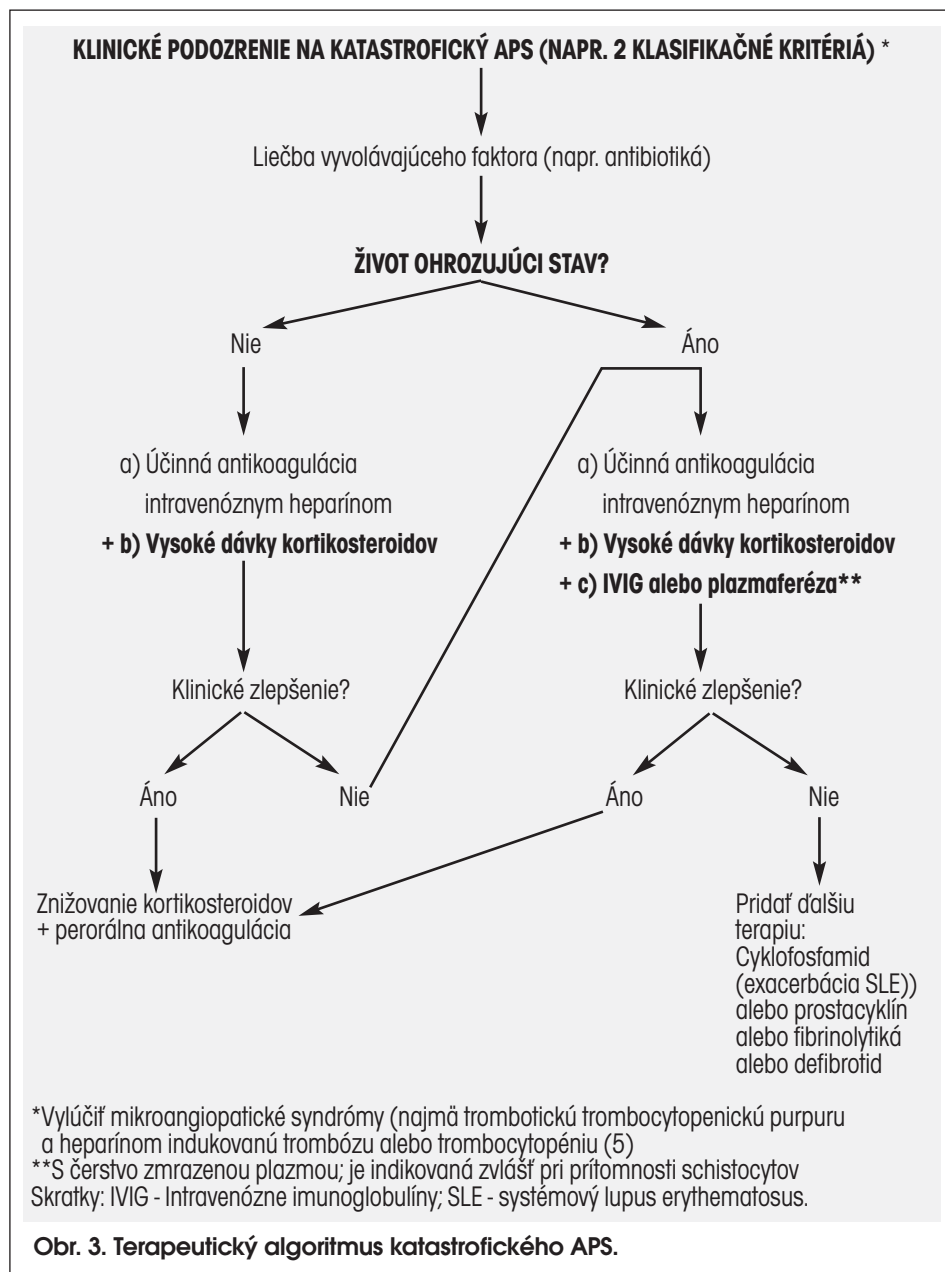 KLINICKÉ PODOZRENIE NA KATASTROFICKÝ APS (NAPR. 2 KLASIFIKAČNÉ KRITÉRIÁ) *
Liečba vyvolávajúceho faktora (napr. antibiotiká)
ŽIVOT OHROZUJÚCI STAV?
Nie
a) Účinná antikoagulácia
intravenóznym heparínom
+ b) Vysoké dávky kortikosteroidov
Klinické zlepšenie?
Áno
Nie
Znižovanie kortikosteroidov
+ perorálna antikoagulácia
Áno
a) Účinná antikoagulácia
intravenóznym heparínom
+ b) Vysoké dávky kortikosteroidov
+ c) IVIG alebo plazmaferéza**
Klinické zlepšenie?
Áno
Nie
Pridať ďalšiu
terapiu:
Cyklofosfamid
(exacerbácia SLE))
alebo prostacyklín
alebo fibrinolytiká
alebo defibrotid
*Vylúčiť mikroangiopatické syndrómy (najmä trombotickú trombocytopenickú purpuru
a heparínom indukovanú trombózu alebo trombocytopéniu (5)
**S čerstvo zmrazenou plazmou; je indikovaná zvlášť pri prítomnosti schistocytov
Skratky: IVIG - Intravenózne imunoglobulíny; SLE - systémový lupus erythematosus.
Obr. 3. Terapeutický algoritmus katastrofického APS.